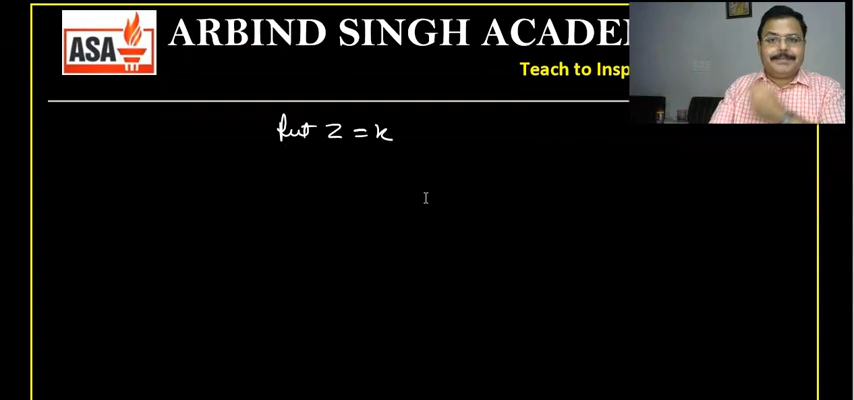 ASA
ARBIND SINGH ACADE
Teach to Insp
Put z = k